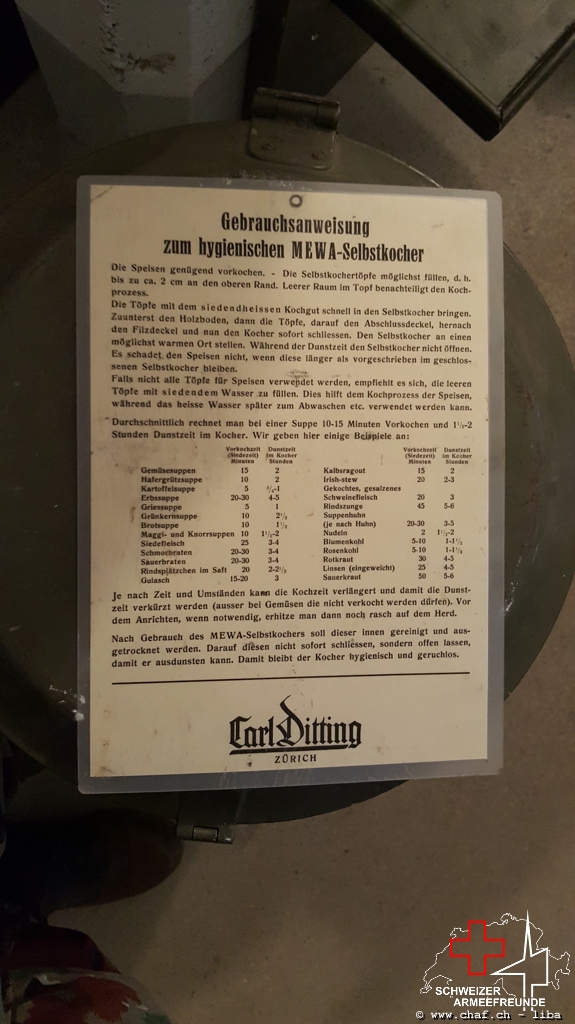 Gebrauchsanweisung
zum hygienischen MEWA-Selbstkocher
Die Speisen genügend vorkochen. - Die Selbstkochertöpfe möglichst füllen, d. h.
bis zu ca. 2 cm an den oberen Rand. Leerer Raum im Topf benachteiligt den Koch-
prozess.
Die Töpfe mit dem siedendheissen Kochgut schnell in den Selbstkocher bringen.
Zaunterst den Holzboden, dann die Töpfe, darauf den Abschlussdeckel, hernach
den Filzdeckel und nun den Kocher sofort schliessen. Den Selbstkocher an einen
möglichst warmen Ort stellen. Während der Dunstzeit den Selbstkocher nicht öffnen.
Es schadet den Speisen nicht, wenn diese länger als vorgeschrieben im geschlos-
senen Selbstkocher bleiben.
Falls nicht alle Töpfe für Speisen verwendet werden, empfiehlt es sich, die leeren
Töpfe mit siedendem Wasser zu füllen. Dies hilft dem Kochprozess der Speisen,
während das heisse Wasser später zum Abwaschen etc. verwendet werden kann.
Durchschnittlich rechnet man bei einer Suppe 10-15 Minuten Vorkochen und 1½-2
Stunden Dunstzeit im Kocher. Wir geben hier einige Beispiele an:
Vorkochzeit Dunstzeit
(Siedezeit) im Kocher
Minuten Stunden
Gemüsesuppen 15 2
Hafergrützsuppe 10 2
Kartoffelsuppe 5 ¾-1
Erbssuppe 20-30 4-5
Griessuppe 5 1
Grünkernsuppe 10 2½
Brotsuppe 10 1½
Maggi- und Knorrsuppen 10 1½-2
Siedefleisch 25 3-4
Schmorbraten 20-30 3-4
Sauerbraten 20-30 3-4
Rindspätzchen im Saft 20 2-2½
Gulasch 15-20 3
Vorkochzeit Dunstzeit
(Siedezeit) im Kocher
Minuten Stunden
Kalbsragout 15 2
Irish-stew 20 2-3
Gekochtes, gesalzenes
Schweinefleisch 20 3
Rindszunge 45 5-6
Suppenhuhn
(je nach Huhn) 20-30 3-5
Nudeln 2 1½-2
Blumenkohl 5-10 1-1½
Rosenkohl 5-10 1-1½
Rotkraut 30 4-5
Linsen (eingeweicht) 25 4-5
Sauerkraut 50 5-6
Je nach Zeit und Umständen kann die Kochzeit verlängert und damit die Dunst-
zeit verkürzt werden (ausser bei Gemüsen die nicht verkocht werden dürfen). Vor
dem Anrichten, wenn notwendig, erhitze man dann noch rasch auf dem Herd.
Nach Gebrauch des MEWA-Selbstkochers soll dieser innen gereinigt und aus-
getrocknet werden. Darauf diesen nicht sofort schliessen, sondern offen lassen,
damit er ausdunsten kann. Damit bleibt der Kocher hygienisch und geruchlos.
Carl Ditting
ZÜRICH
SCHWEIZER
ARMEEFREUNDE
© www.chaf.ch - liba